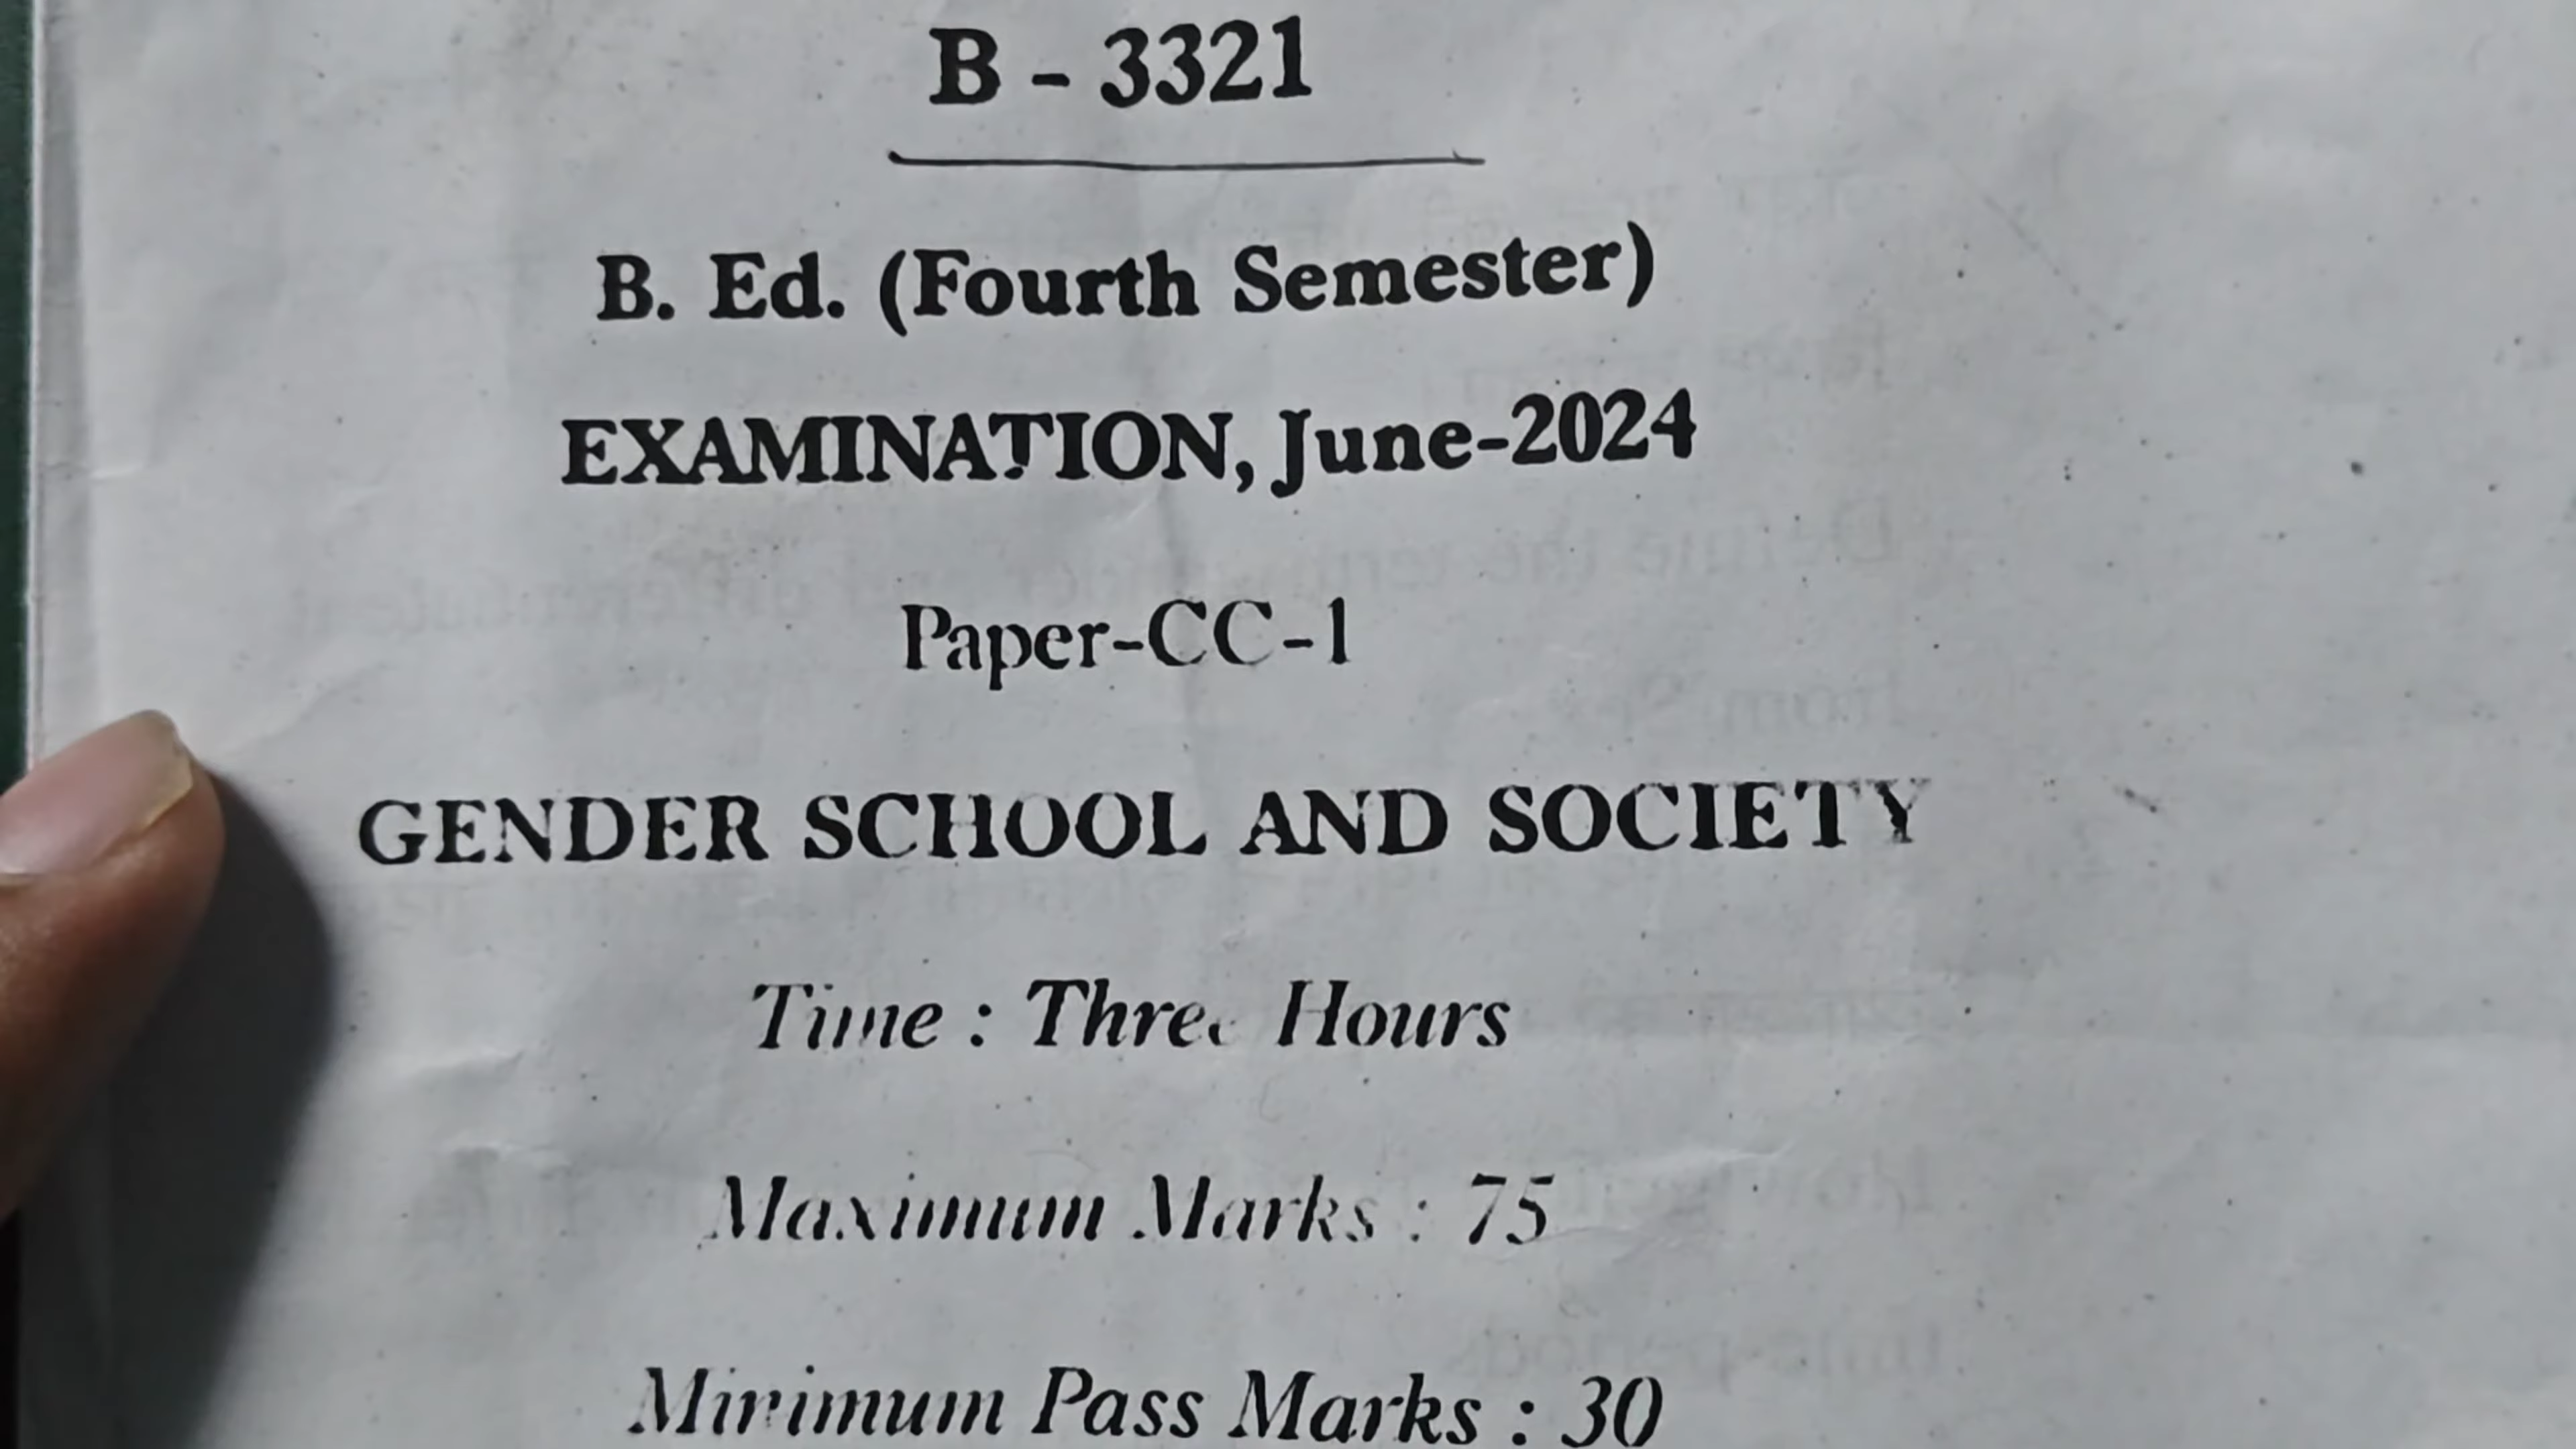 B - 3321
B. Ed. (Fourth Semester)
EXAMINATION, June-2024
Paper-CC-1
GENDER SCHOOL AND SOCIETY
Time : Three Hours
Maximum Marks : 75
Minimum Pass Marks : 30